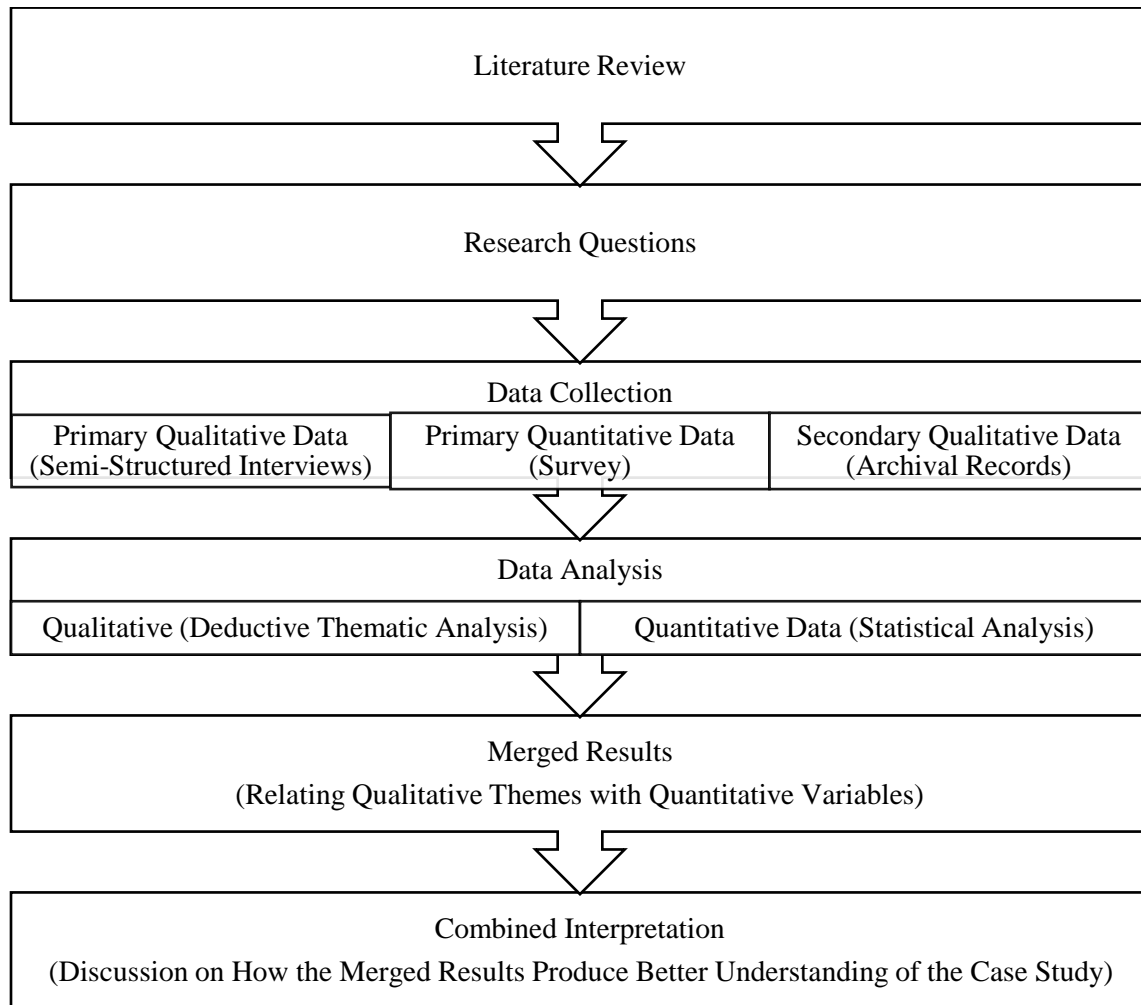 Literature Review
Research Questions
Data Collection
Primary Qualitative Data
(Semi-Structured Interviews)
Primary Quantitative Data
(Survey)
Secondary Qualitative Data
(Archival Records)
Data Analysis
Qualitative (Deductive Thematic Analysis)
Quantitative Data (Statistical Analysis)
Merged Results
(Relating Qualitative Themes with Quantitative Variables)
Combined Interpretation
(Discussion on How the Merged Results Produce Better Understanding of the Case Study)